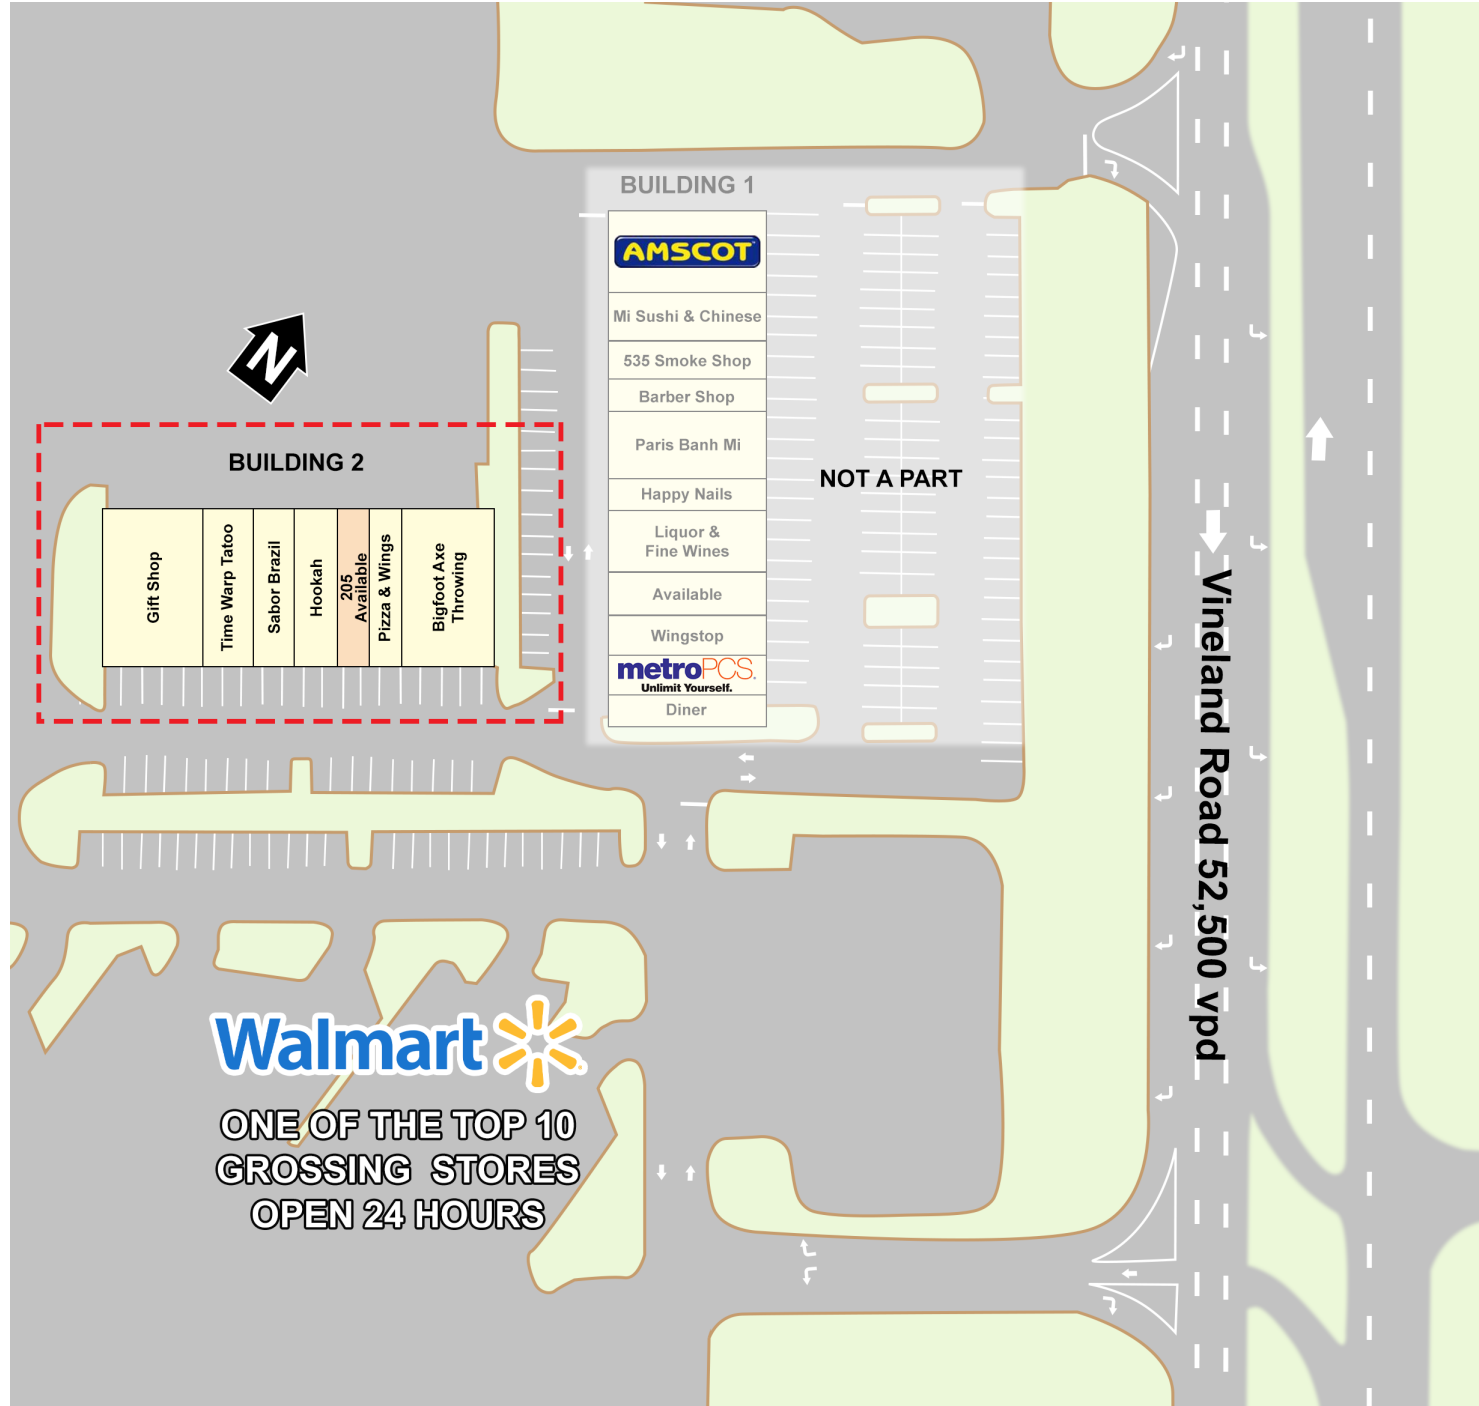 BUILDING 1
AMSCOT
Mi Sushi & Chinese
535 Smoke Shop
Barber Shop
Paris Banh Mi
Happy Nails
Liquor &
Fine Wines
Available
Wingstop
metroPCS.
Unlimit Yourself.
Diner
NOT A PART
N
BUILDING 2
Gift Shop
Time Warp Tatoo
Sabor Brazil
Hookah
205
Available
Pizza & Wings
Bigfoot Axe
Throwing
Vineland Road 52,500 vpd
Walmart
ONE OF THE TOP 10
GROSSING STORES
OPEN 24 HOURS